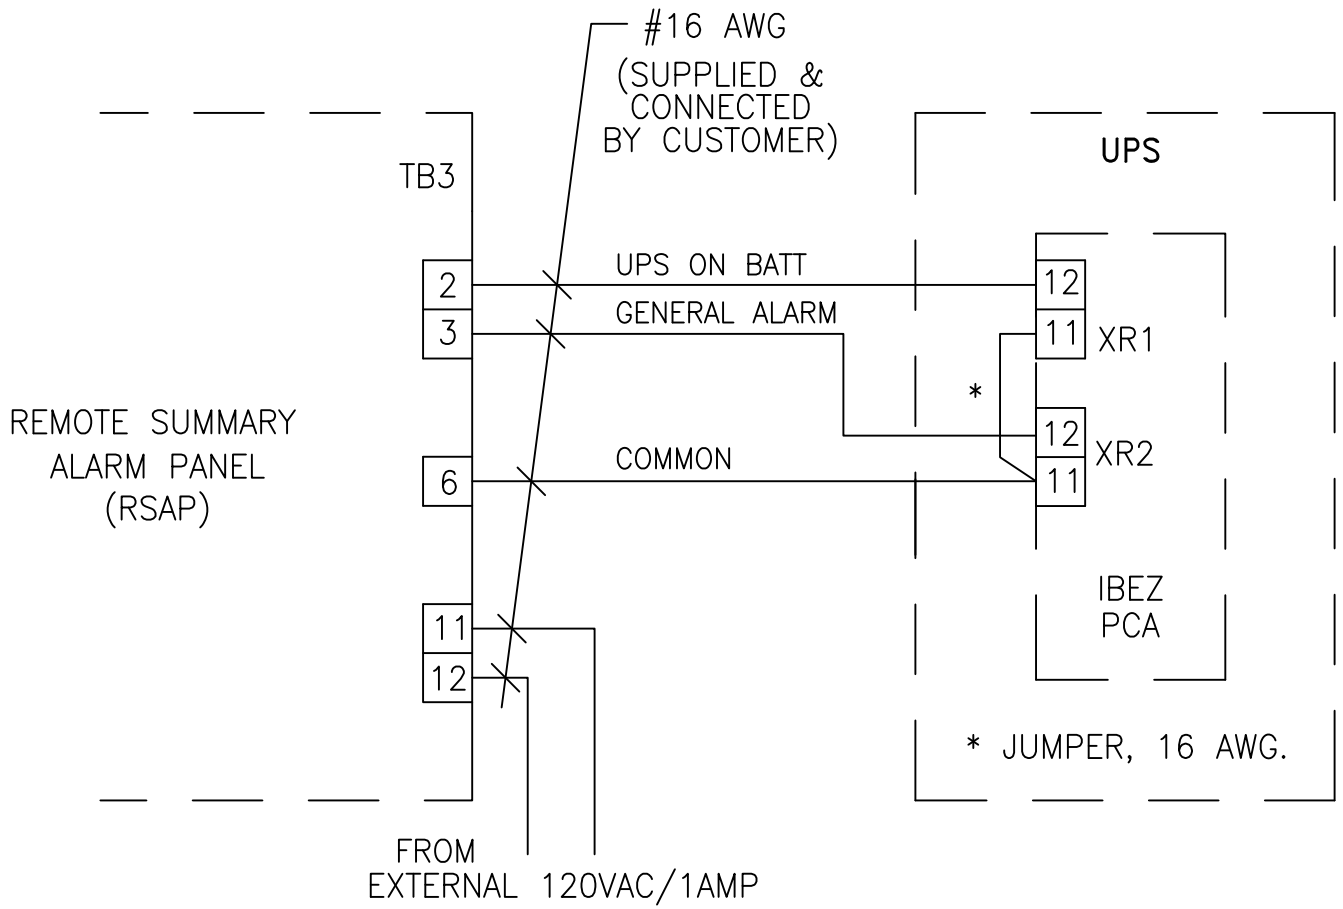 #16 AWG
(SUPPLIED &
CONNECTED
BY CUSTOMER)
TB3
UPS
2
UPS ON BATT
12
3
GENERAL ALARM
11
XR1
*
REMOTE SUMMARY
ALARM PANEL
(RSAP)
12
XR2
6
COMMON
11
IBEZ
PCA
11
12
* JUMPER, 16 AWG.
FROM
EXTERNAL 120VAC/1AMP